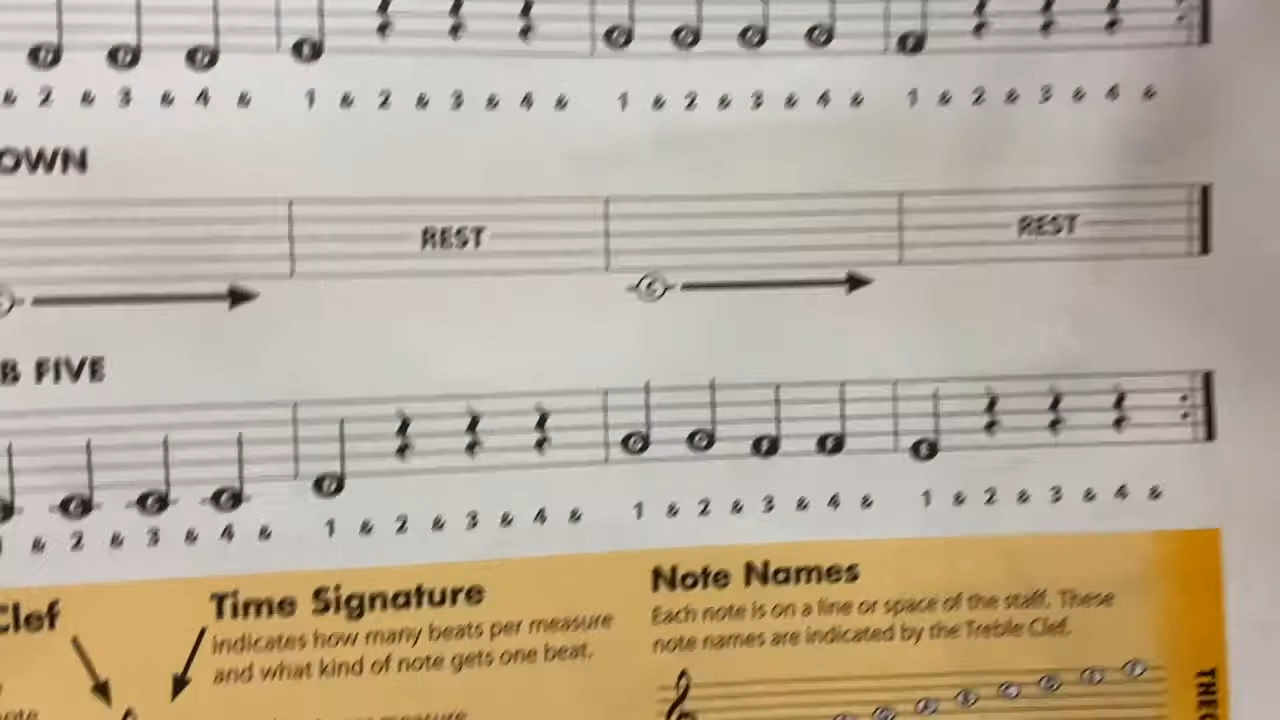 & 2 & 3 & 4 & 1 & 2 & 3 & 4 & 1 & 2 & 3 & 4 & 1 & 2 & 3 & 4 &
OWN
REST REST
B FIVE
1 & 2 & 3 & 4 & 1 & 2 & 3 & 4 & 1 & 2 & 3 & 4 & 1 & 2 & 3 & 4 &
Clef
Time Signature
indicates how many beats per measure
and what kind of note gets one beat.
Note Names
Each note is on a line or space of the staff. These
note names are indicated by the Treble Clef.